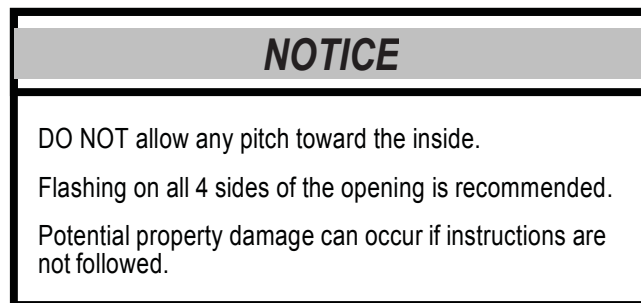 NOTICE
DO NOT allow any pitch toward the inside.
Flashing on all 4 sides of the opening is recommended.
Potential property damage can occur if instructions are
not followed.